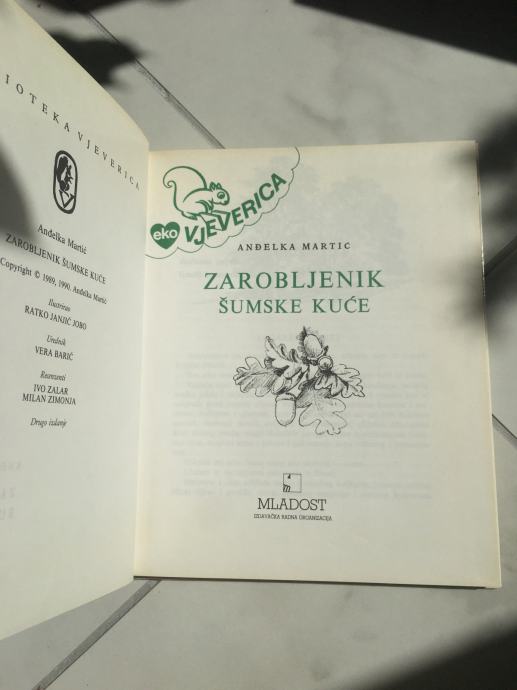 IOTEKA VJEVERICA
Anđelka Martić
ZAROBLJENIK ŠUMSKE KUĆE
Copyright © 1989, 1990. Anđelka Martić
Ilustrirao
RATKO JANJIĆ JOBO
Urednik
VERA BARIĆ
Recenzenti
IVO ZALAR
MILAN ZIMONJA
Drugo izdanje
eko VJEVERICA
ANĐELKA MARTIĆ
ZAROBLJENIK
ŠUMSKE KUĆE
MLADOST
IZDAVAČKA RADNA ORGANIZACIJA